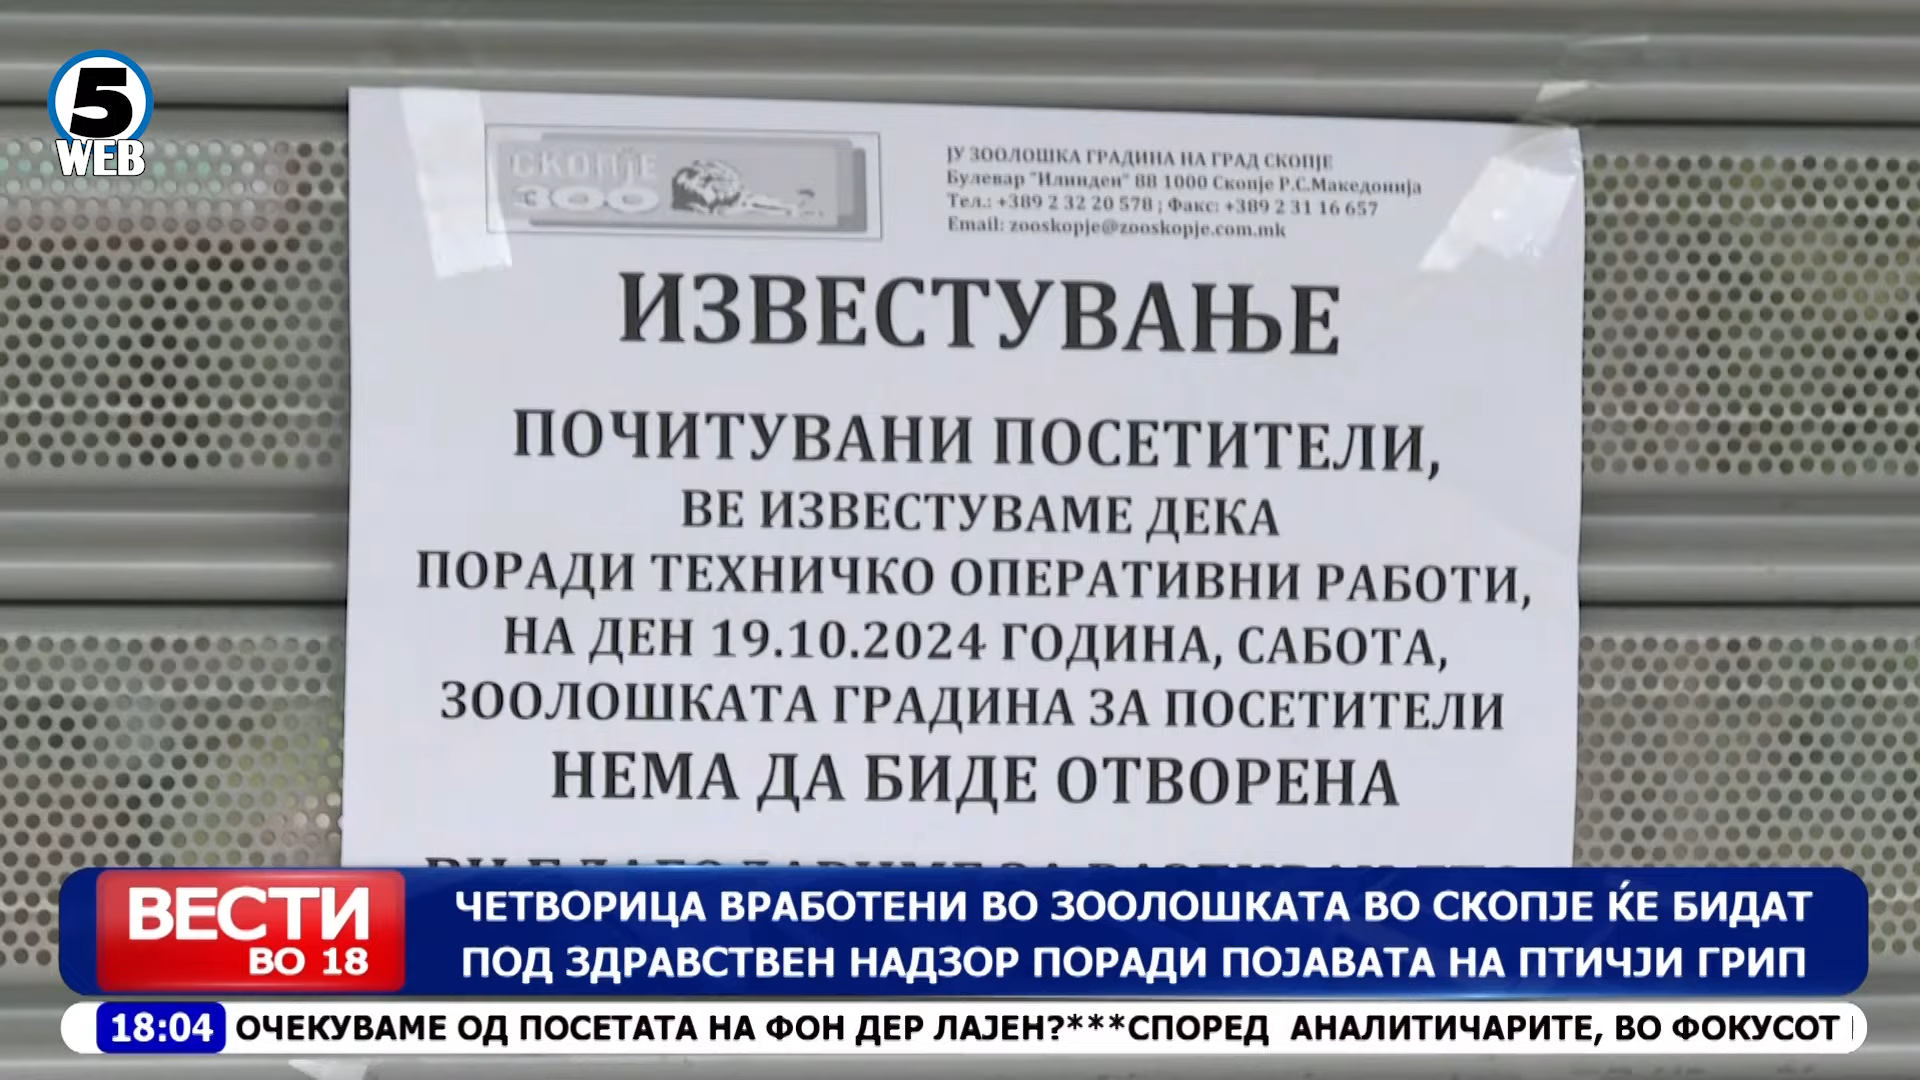 5
WEB
СКОПЈЕ
ZOO
ЈУ ЗООЛОШКА ГРАДИНА НА ГРАД СКОПЈЕ
Булевар "Илинден" 88 1000 Скопје Р.С.Македонија
Тел.: +389 2 32 20 578 ; Факс: +389 2 31 16 657
Email: zooskopje@zooskopje.com.mk
ИЗВЕСТУВАЊЕ
ПОЧИТУВАНИ ПОСЕТИТЕЛИ,
ВЕ ИЗВЕСТУВАМЕ ДЕКА
ПОРАДИ ТЕХНИЧКО ОПЕРАТИВНИ РАБОТИ,
НА ДЕН 19.10.2024 ГОДИНА, САБОТА,
ЗООЛОШКАТА ГРАДИНА ЗА ПОСЕТИТЕЛИ
НЕМА ДА БИДЕ ОТВОРЕНА
ВЕСТИ
ВО 18
ЧЕТВОРИЦА ВРАБОТЕНИ ВО ЗООЛОШКАТА ВО СКОПЈЕ ЌЕ БИДАТ
ПОД ЗДРАВСТВЕН НАДЗОР ПОРАДИ ПОЈАВАТА НА ПТИЧЈИ ГРИП
18:04 ОЧЕКУВАМЕ ОД ПОСЕТАТА НА ФОН ДЕР ЛАЈЕН?***СПОРЕД АНАЛИТИЧАРИТЕ, ВО ФОКУСОТ